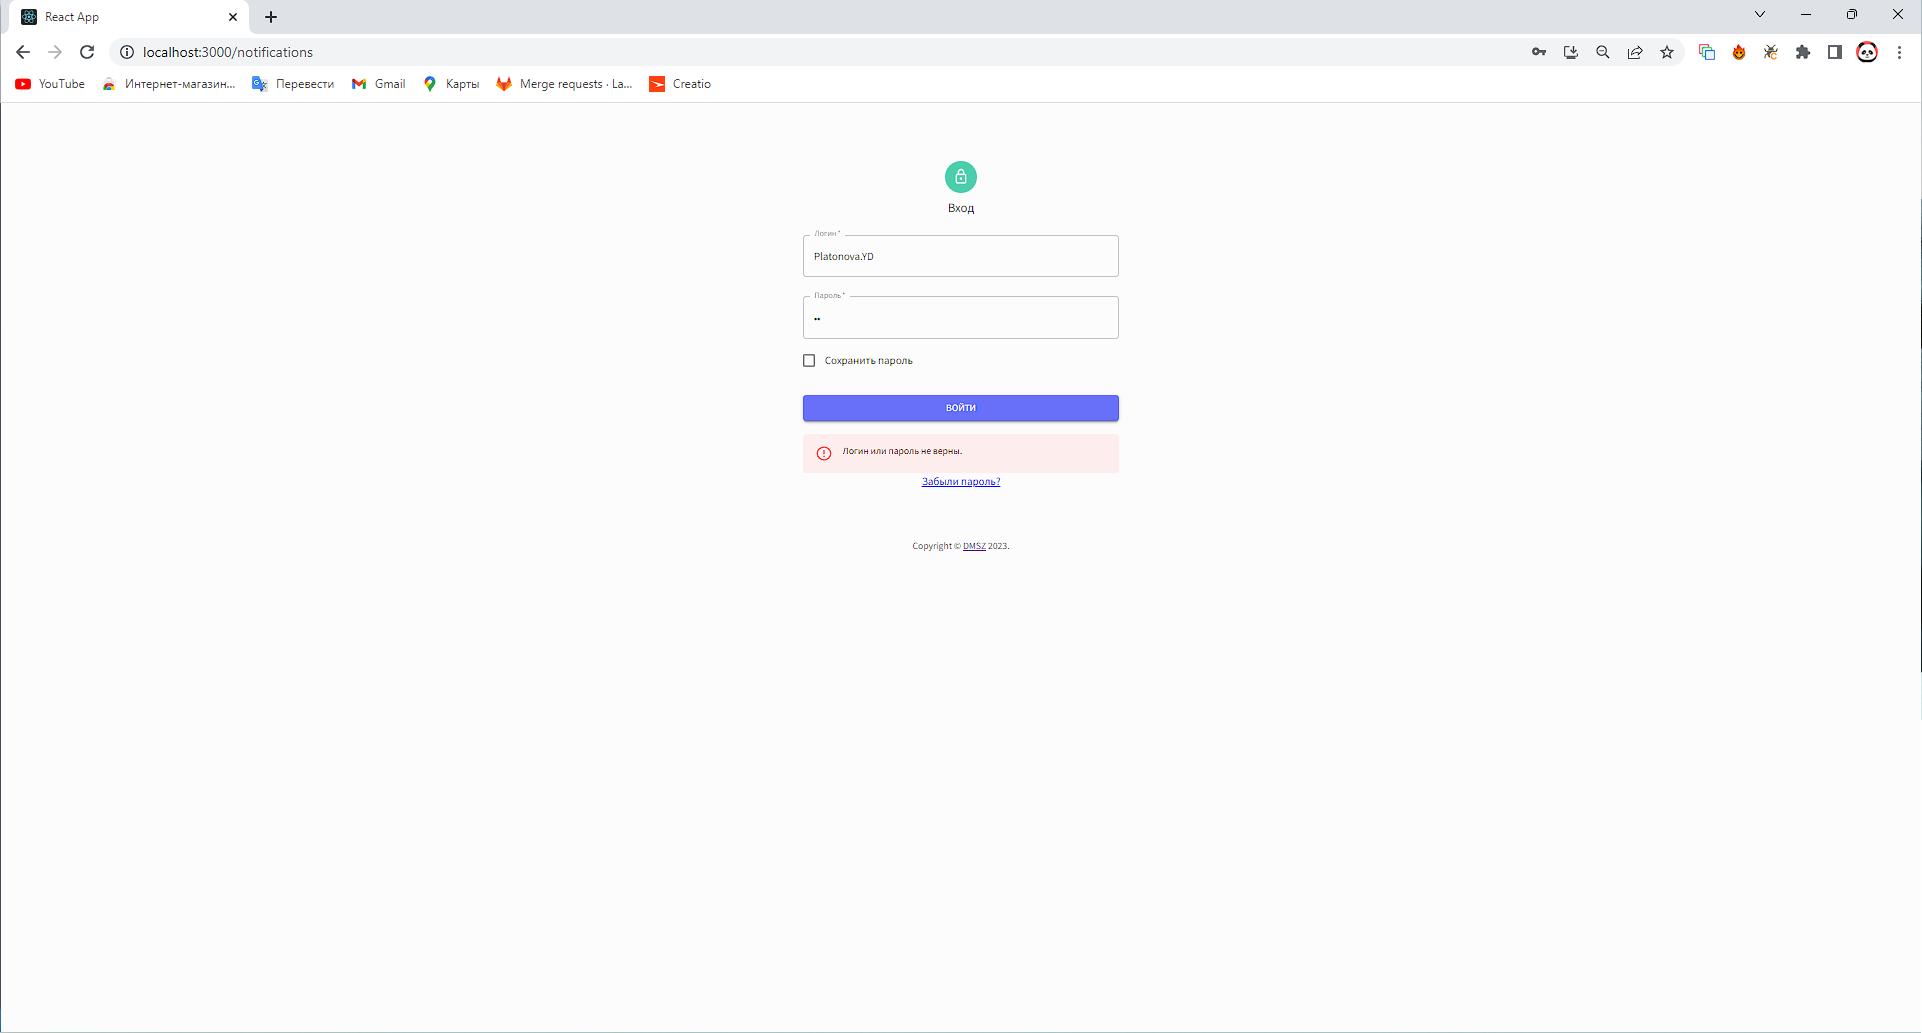 React App
localhost:3000/notifications
YouTube Интернет-магазин... Перевести Gmail Карты Merge requests · La... Creatio
Вход
Логин *
Platonova.YD
Пароль *
••
Сохранить пароль
ВОЙТИ
Логин или пароль не верны.
Забыли пароль?
Copyright © DMSZ 2023.